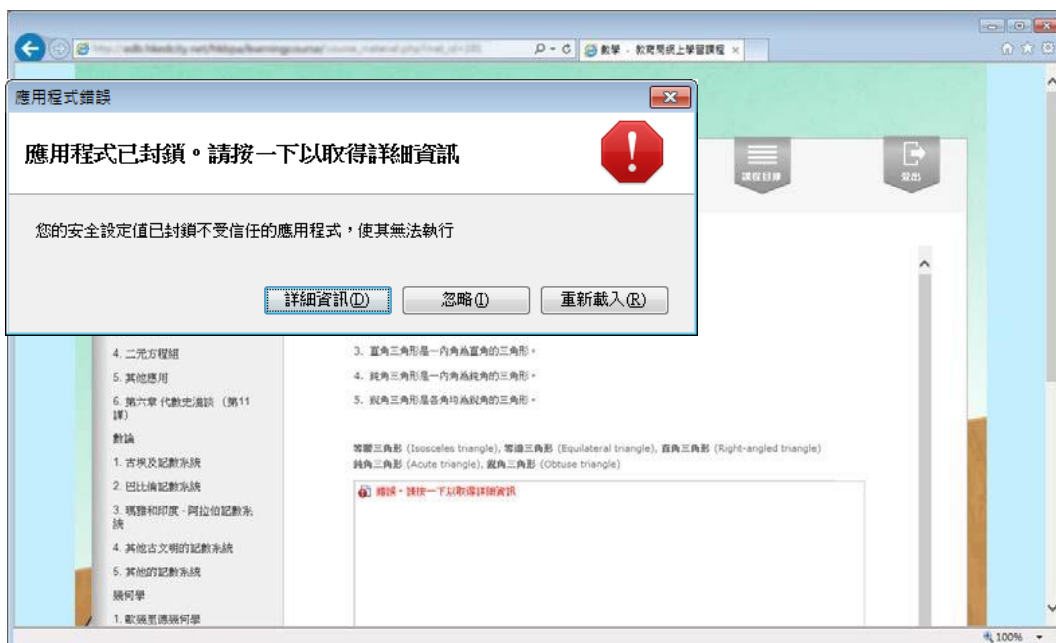 數學 - 教育局網上學習課程
應用程式錯誤
應用程式已封鎖。請按一下以取得詳細資訊
您的安全設定值已封鎖不受信任的應用程式,使其無法執行
詳細資訊(D)
忽略(I)
重新載入(R)
課程目錄
登出
4. 二元方程組
5. 其他應用
6. 第六章 代數史漫談 (第11
課)
數論
1. 古埃及記數系統
2. 巴比倫記數系統
3. 瑪雅和印度 - 阿拉伯記數系
統
4. 其他古文明的記數系統
5. 其他的記數系統
幾何學
1. 歐幾里德幾何學
3. 直角三角形是一內角為直角的三角形。
4. 鈍角三角形是一內角為鈍角的三角形。
5. 銳角三角形是各角均為銳角的三角形。
等腰三角形 (Isosceles triangle), 等邊三角形 (Equilateral triangle), 直角三角形 (Right-angled triangle)
鈍角三角形 (Acute triangle), 銳角三角形 (Obtuse triangle)
錯誤。請按一下以取得詳細資訊
100%